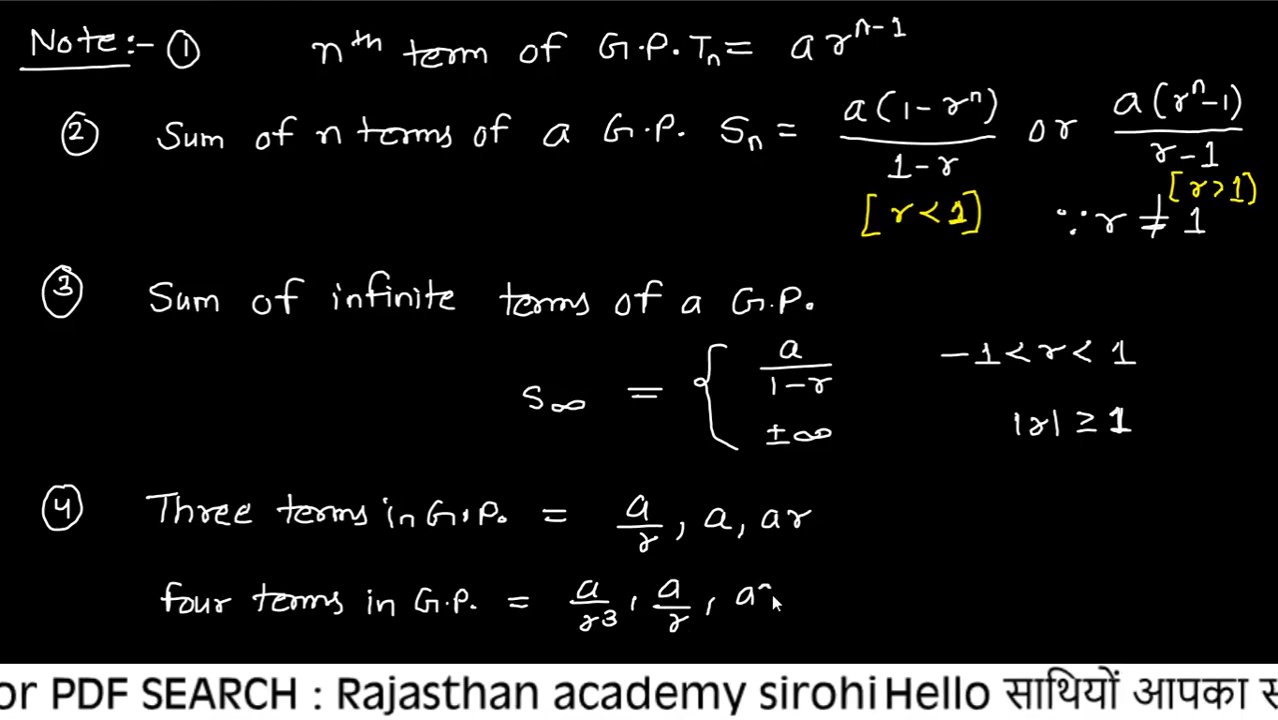 Note:- ① nth term of G.P. Tn = ar^(n-1)
② Sum of n terms of a G.P. Sn = a(1-r^n)/(1-r) or a(r^n-1)/(r-1)
[r<1] ∵ r ≠ 1 [r>1]
③ Sum of infinite terms of a G.P.
S∞ = { a/(1-r) -1<r<1
±∞ |r| ≥ 1
④ Three terms in G.P. = a/r, a, ar
four terms in G.P. = a/r^3, a/r, a
or PDF SEARCH : Rajasthan academy sirohi Hello साथियों आपका स